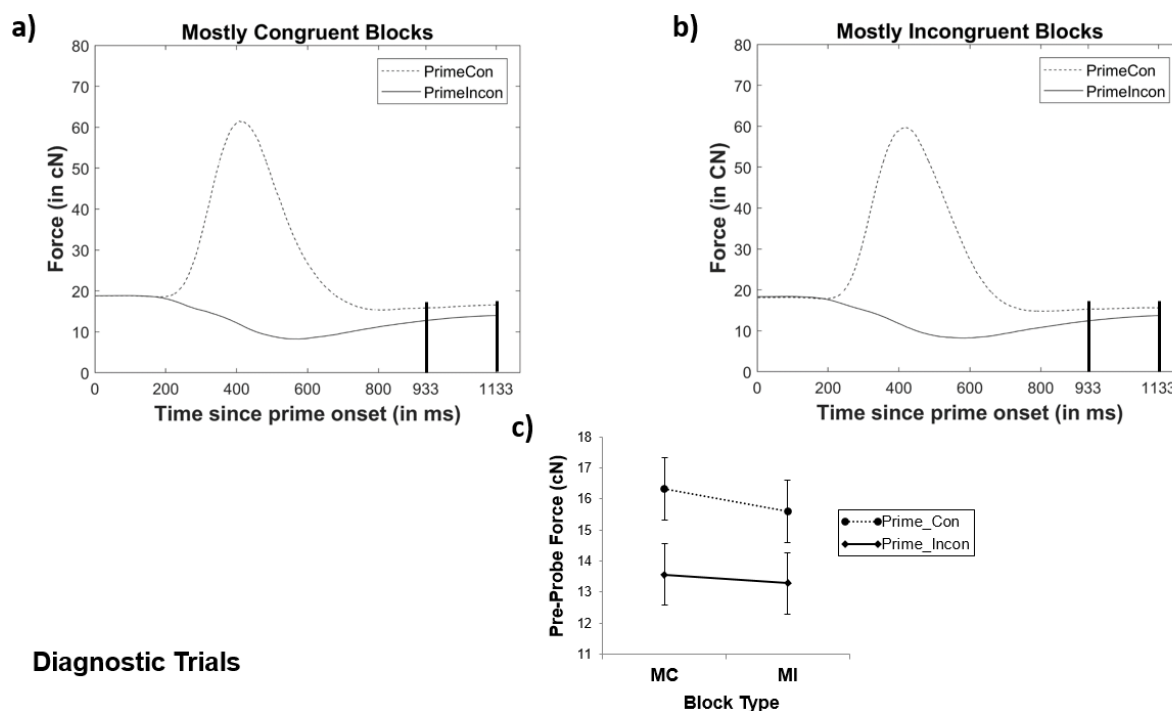 a)
Mostly Congruent Blocks
80
70
60
50
40
30
20
10
0
Force (in cN)
PrimeCon
PrimeIncon
0 200 400 600 800 933 1133
Time since prime onset (in ms)
b)
Mostly Incongruent Blocks
80
70
60
50
40
30
20
10
0
Force (in CN)
PrimeCon
PrimeIncon
0 200 400 600 800 933 1133
Time since prime onset (in ms)
c)
18
17
16
15
14
13
12
11
Pre-Probe Force (cN)
Prime_Con
Prime_Incon
MC MI
Block Type
Diagnostic Trials